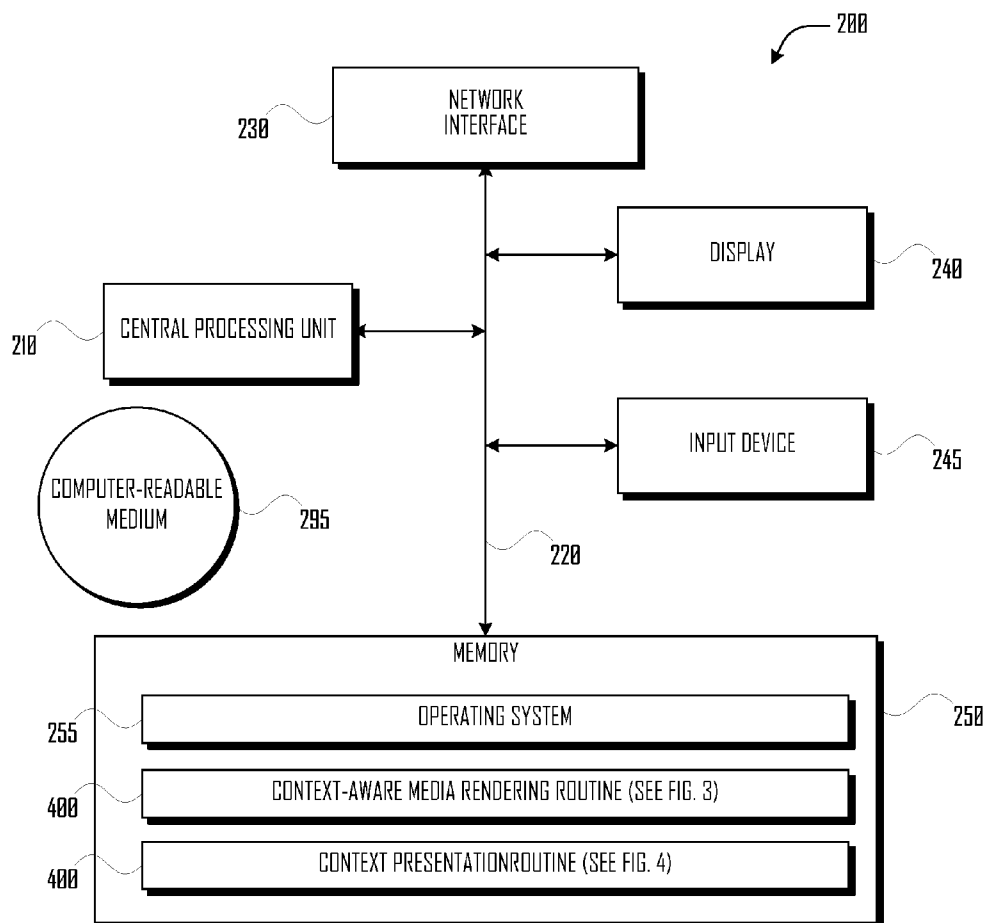 200
NETWORK
INTERFACE
230
DISPLAY
240
CENTRAL PROCESSING UNIT
210
INPUT DEVICE
245
COMPUTER-READABLE
MEDIUM
295
220
MEMORY
250
OPERATING SYSTEM
255
CONTEXT-AWARE MEDIA RENDERING ROUTINE (SEE FIG. 3)
400
CONTEXT PRESENTATIONROUTINE (SEE FIG. 4)
400